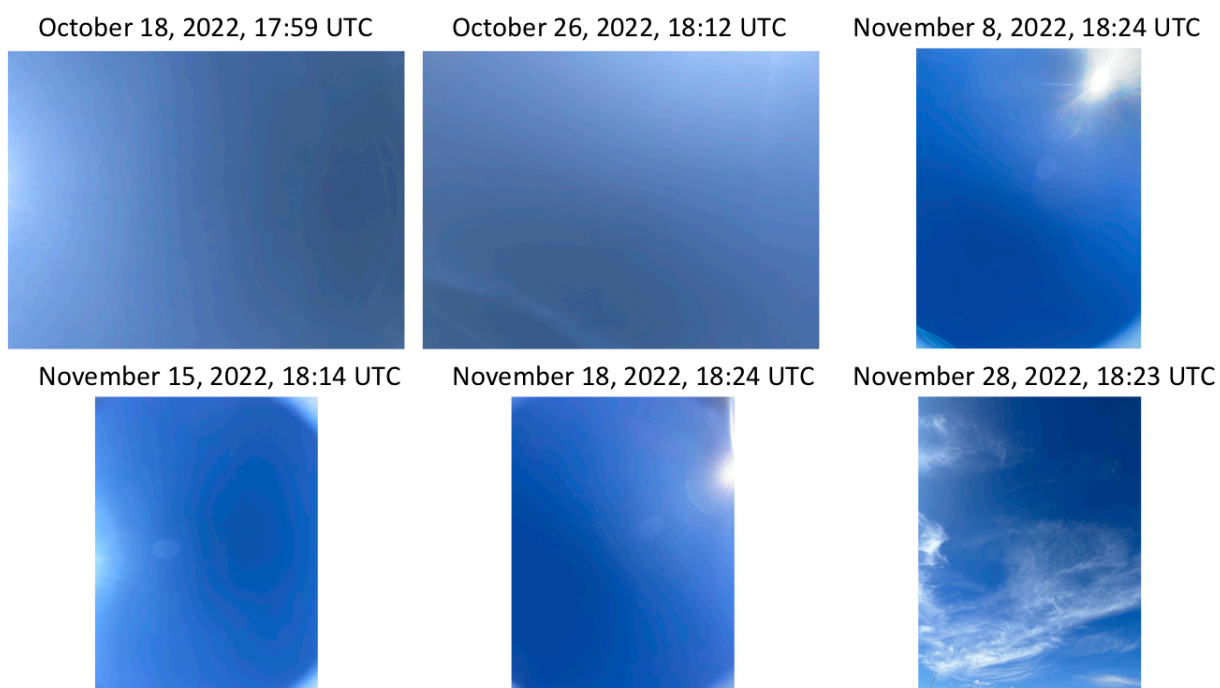 October 18, 2022, 17:59 UTC
October 26, 2022, 18:12 UTC
November 8, 2022, 18:24 UTC
November 15, 2022, 18:14 UTC
November 18, 2022, 18:24 UTC
November 28, 2022, 18:23 UTC